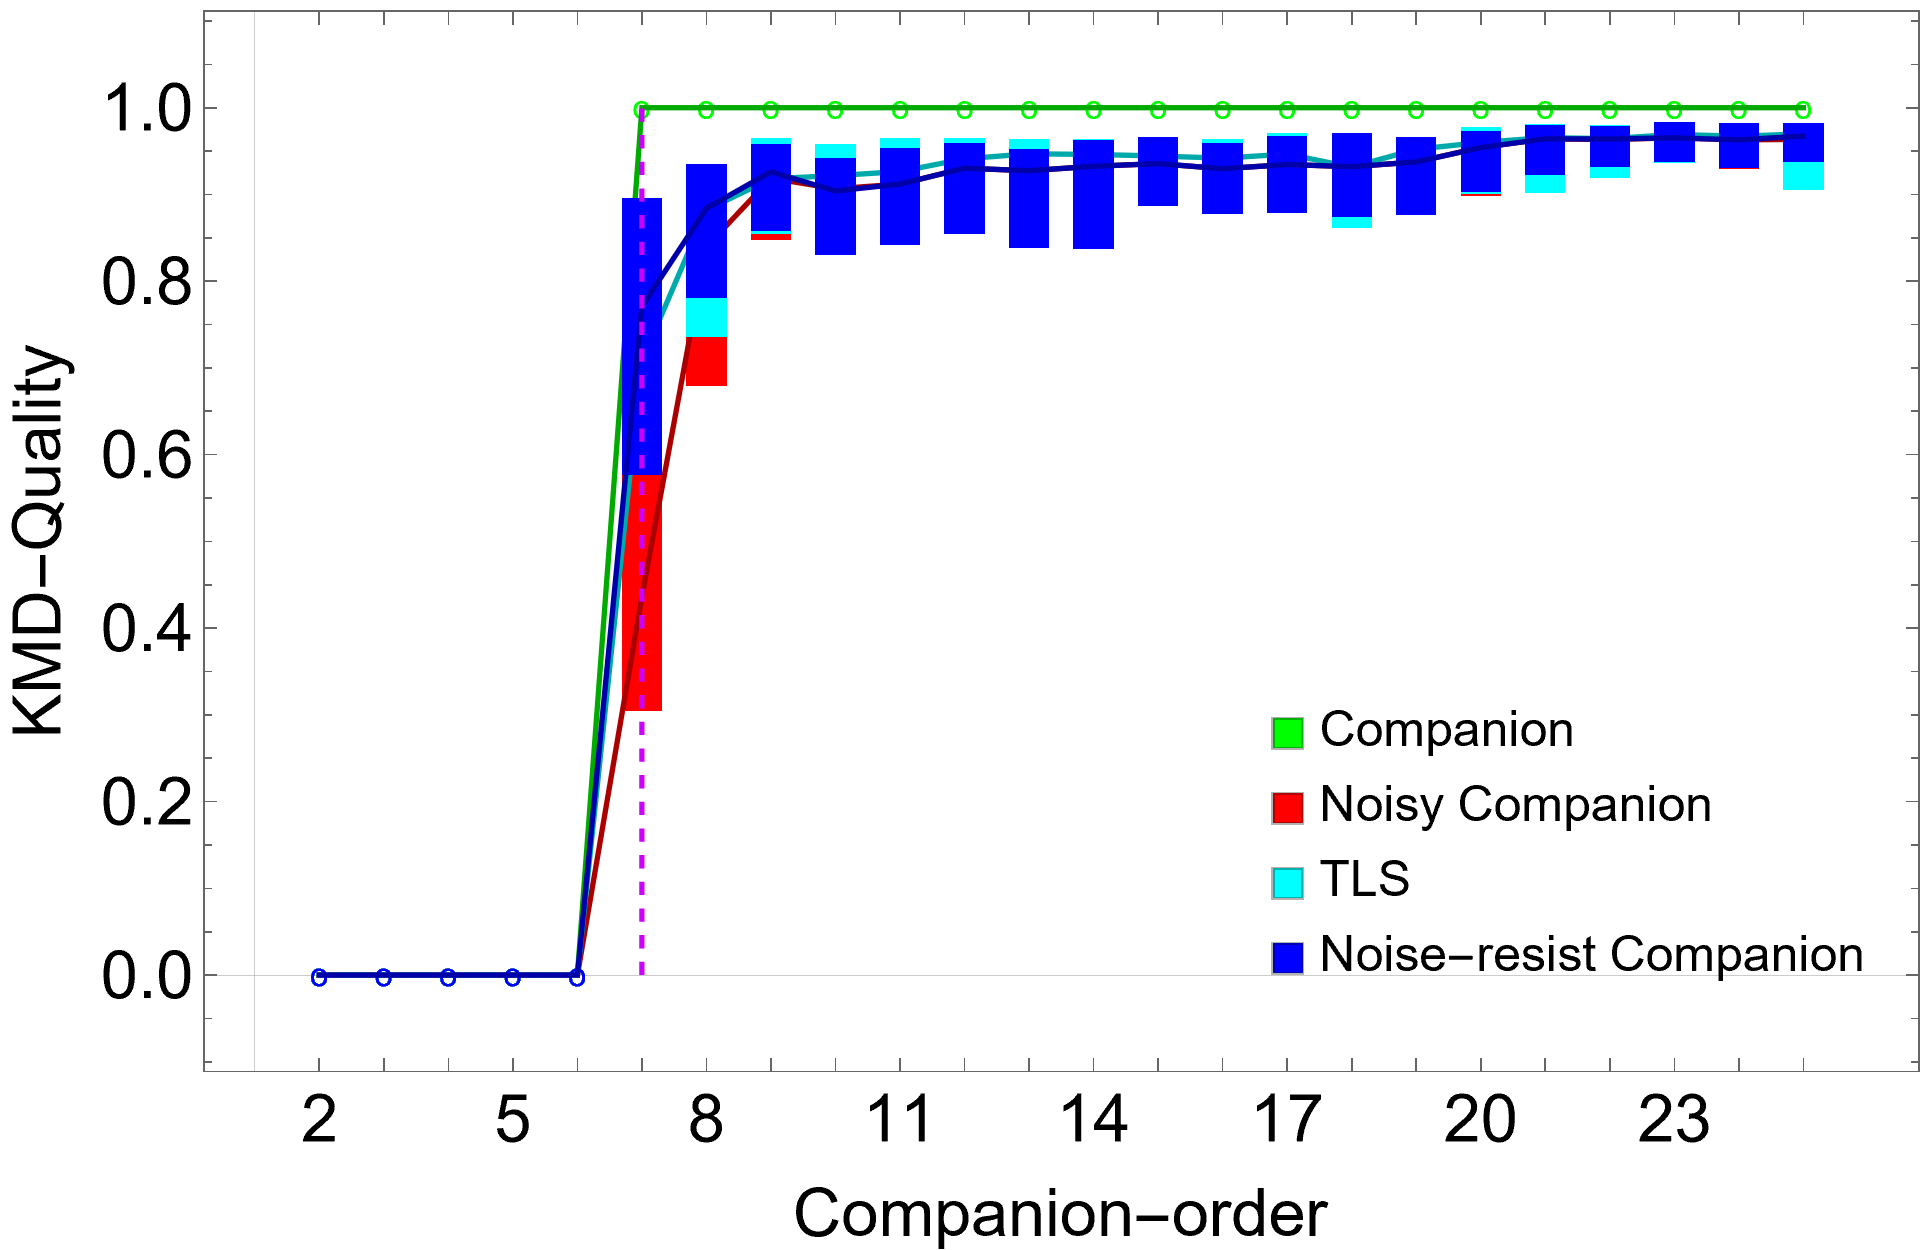 KMD−Quality
1.0
0.8
0.6
0.4
0.2
0.0
Companion
Noisy Companion
TLS
Noise−resist Companion
2 5 8 11 14 17 20 23
Companion−order